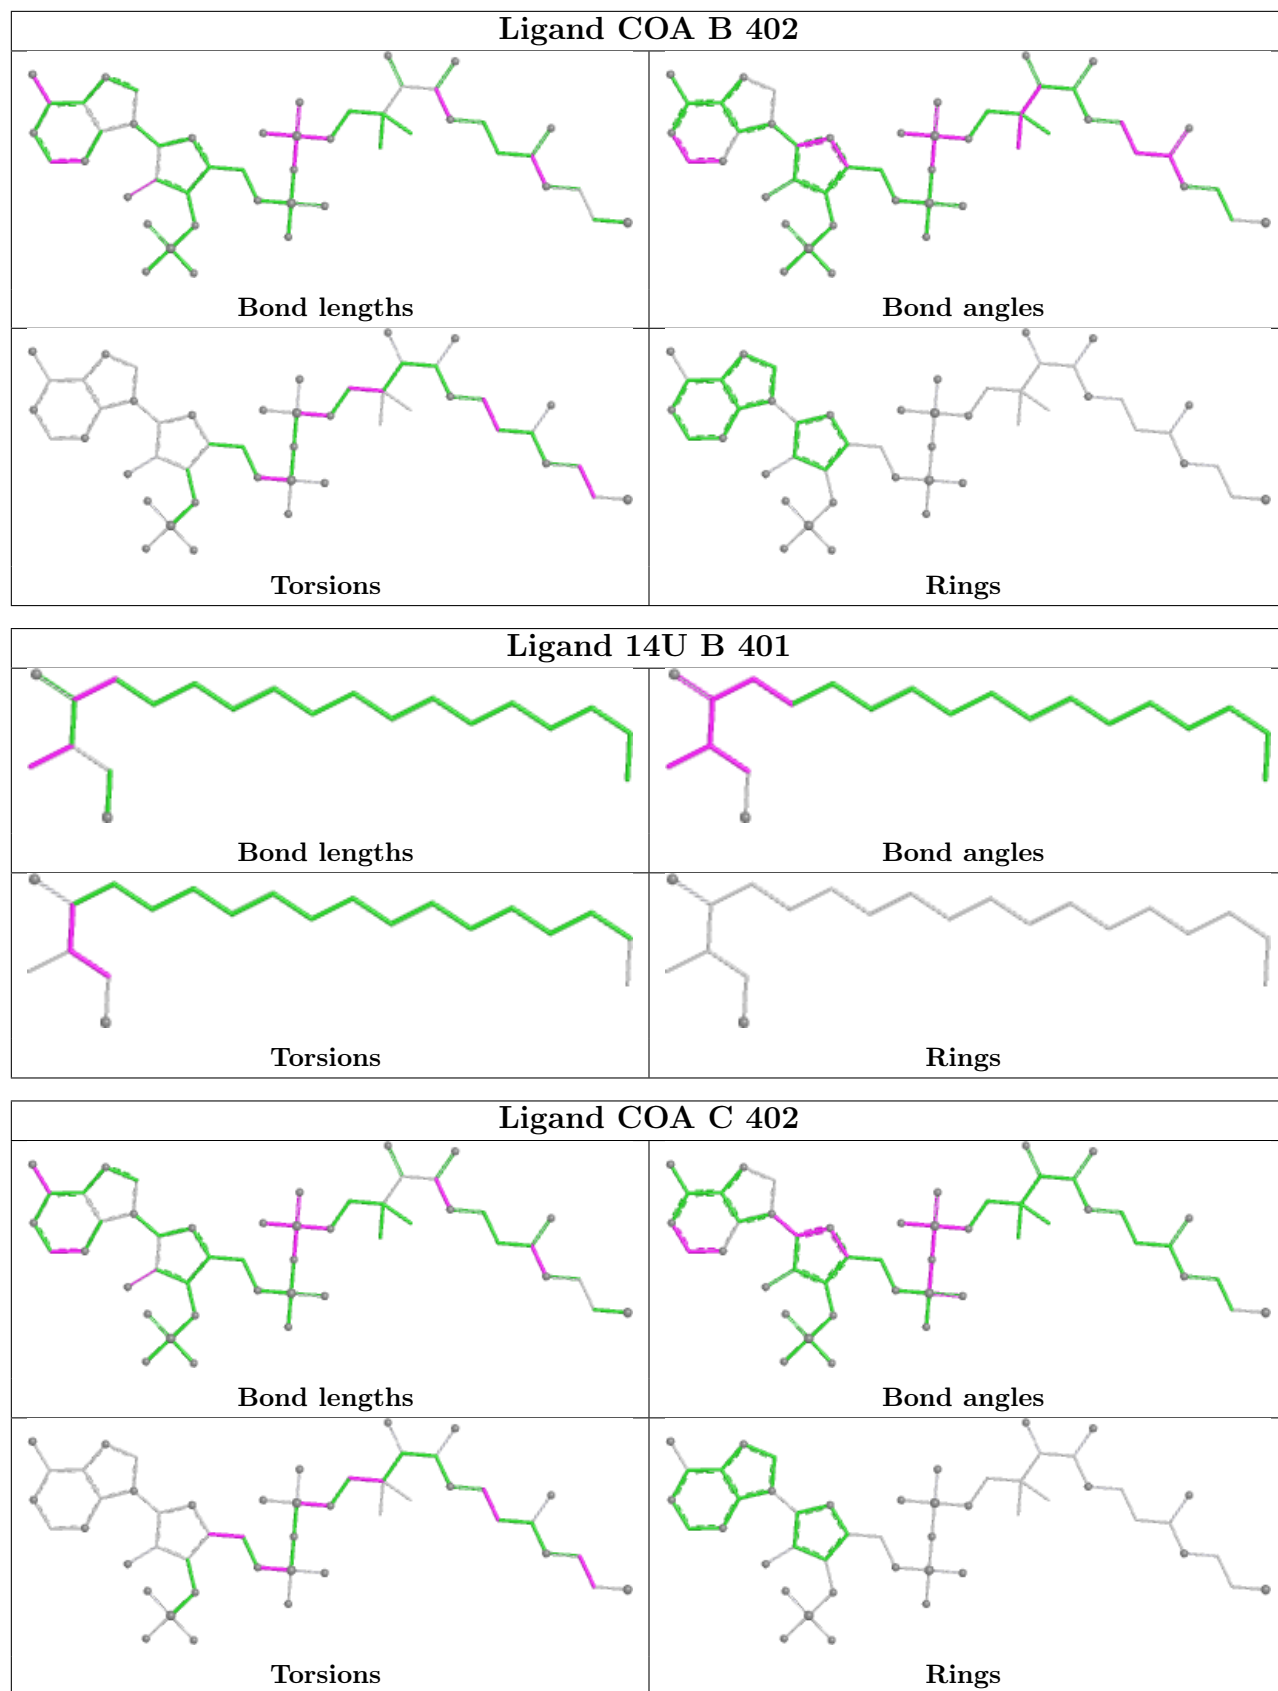 Ligand COA B 402
Bond lengths
Bond angles
Torsions
Rings
Ligand 14U B 401
Bond lengths
Bond angles
Torsions
Rings
Ligand COA C 402
Bond lengths
Bond angles
Torsions
Rings